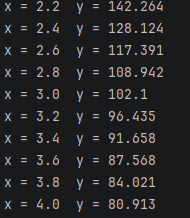 x = 2.2  y = 142.264
x = 2.4  y = 128.124
x = 2.6  y = 117.391
x = 2.8  y = 108.942
x = 3.0  y = 102.1
x = 3.2  y = 96.435
x = 3.4  y = 91.658
x = 3.6  y = 87.568
x = 3.8  y = 84.021
x = 4.0  y = 80.913